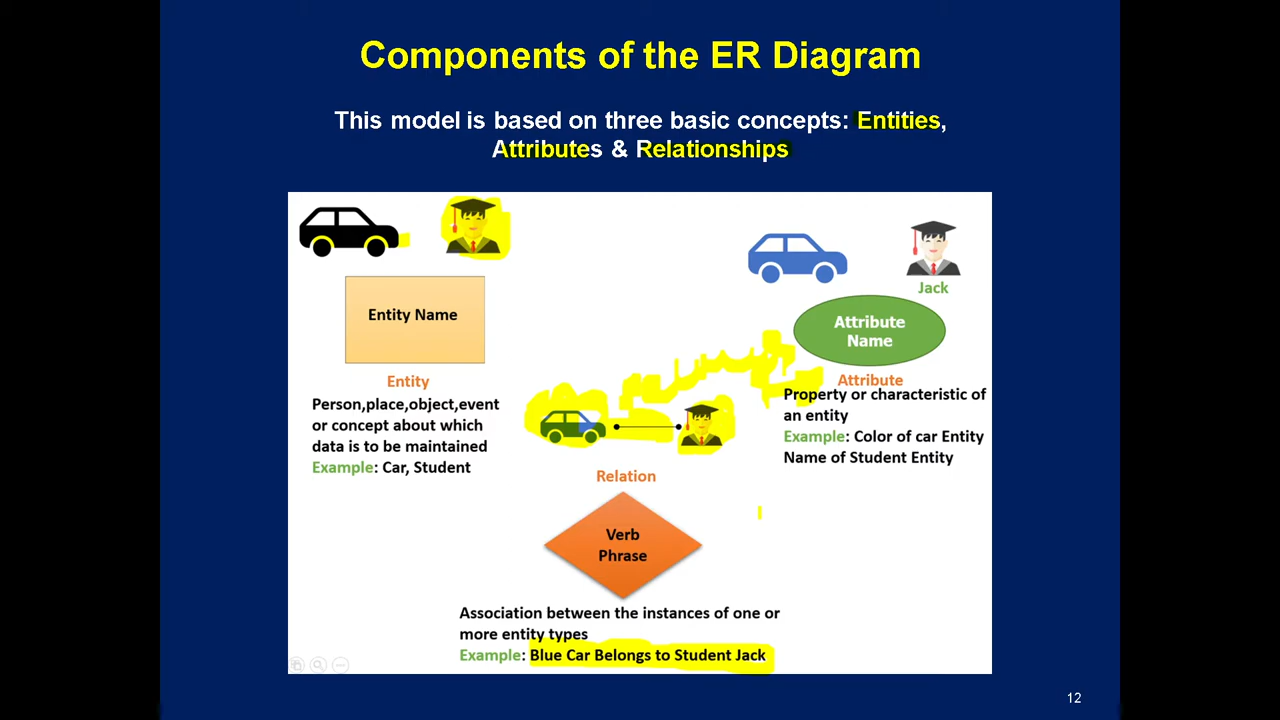 Components of the ER Diagram
This model is based on three basic concepts: Entities,
Attributes & Relationships
Entity Name
Entity
Person,place,object,event
or concept about which
data is to be maintained
Example: Car, Student
Jack
Attribute
Name
Attribute
Property or characteristic of
an entity
Example: Color of car Entity
Name of Student Entity
Relation
Verb
Phrase
Association between the instances of one or
more entity types
Example: Blue Car Belongs to Student Jack
12